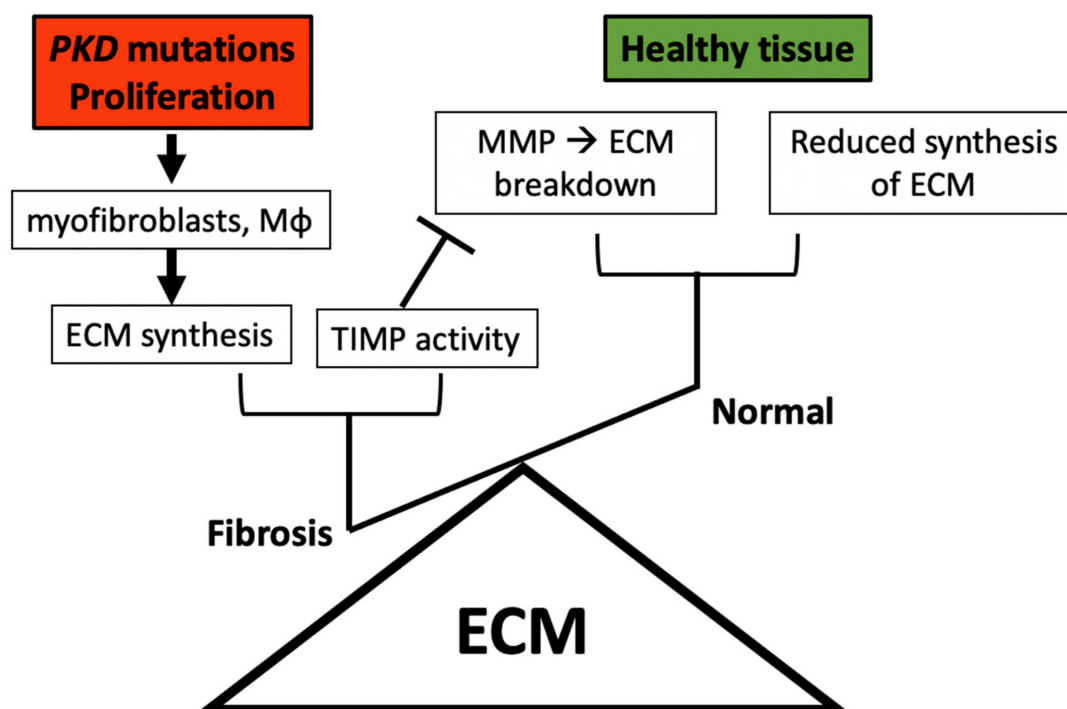 PKD mutations
Proliferation
Healthy tissue
MMP → ECM
breakdown
Reduced synthesis
of ECM
myofibroblasts, Mϕ
ECM synthesis
TIMP activity
Normal
Fibrosis
ECM